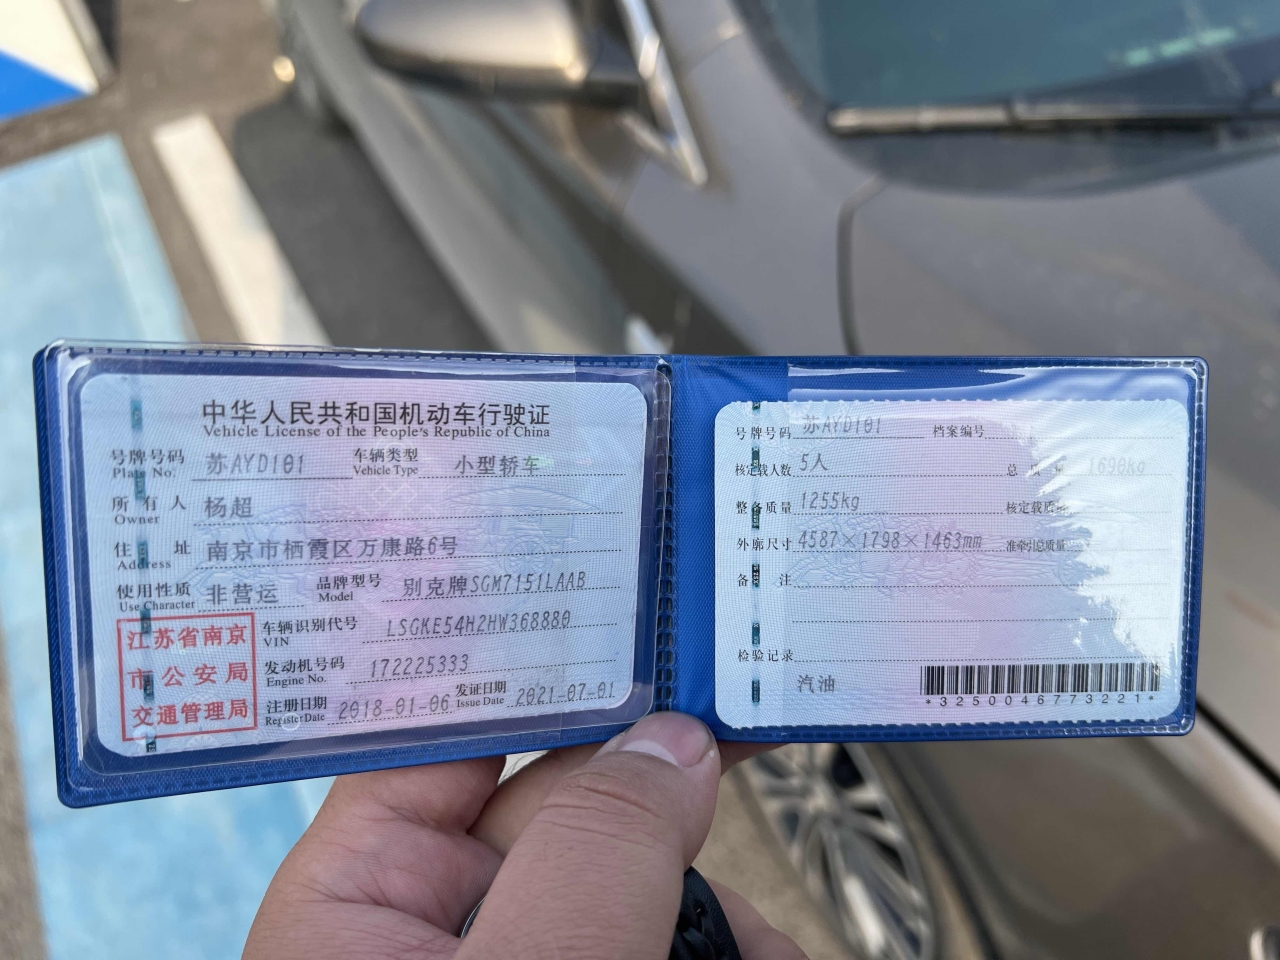 中华人民共和国机动车行驶证
Vehicle License of the People's Republic of China
号牌号码 苏AYD101 车辆类型 小型轿车
Plate No. Vehicle Type
所有人 杨超
Owner
住址 南京市栖霞区万康路6号
Address
使用性质 非营运 品牌型号 别克牌SGM7151LAAB
Use Character Model
江苏省南京
市公安局
交通管理局
车辆识别代号 LSGKE54H2HW368880
VIN
发动机号码 172225333
Engine No.
注册日期 2018-01-06 发证日期 2021-07-01
Register Date Issue Date
号牌号码 苏AYD101 档案编号
核定载人数 5人 总质量 1690kg
整备质量 1255kg 核定载质量
外廓尺寸 4587×1798×1463mm 准牵引总质量
备注
检验记录
汽油
*3250046773221*